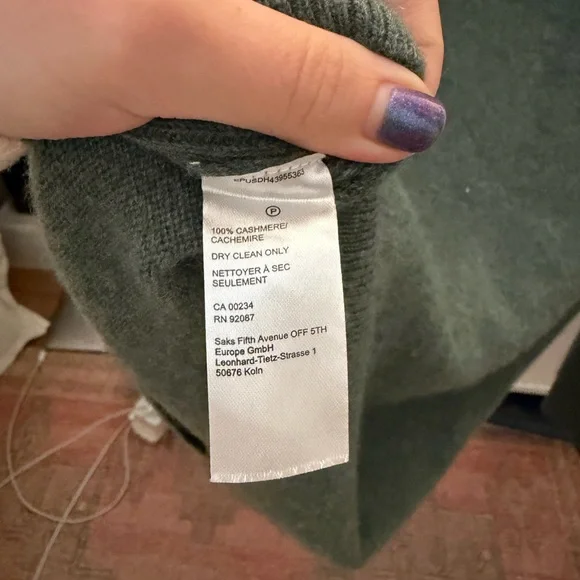 Ⓟ
100% CASHMERE/
CACHEMIRE
DRY CLEAN ONLY
NETTOYER À SEC
SEULEMENT
CA 00234
RN 92087
Saks Fifth Avenue OFF 5TH
Europe GmbH
Leonhard-Tietz-Strasse 1
50676 Koln